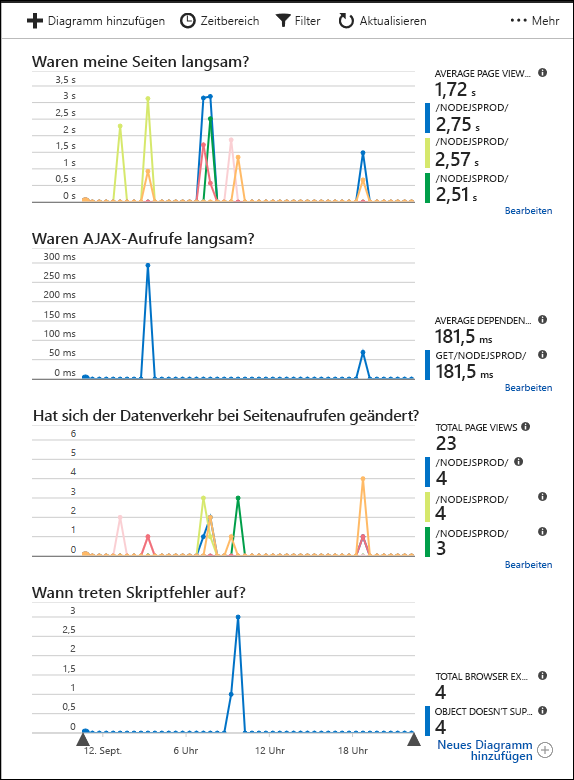 Diagramm hinzufügen Zeitbereich Filter Aktualisieren Mehr
Waren meine Seiten langsam?
3,5 s
3 s
2,5 s
2 s
1,5 s
1 s
0,5 s
0 s
AVERAGE PAGE VIEW...
1,72 s
/NODEJSPROD/
2,75 s
/NODEJSPROD/
2,57 s
/NODEJSPROD/
2,51 s
Bearbeiten
Waren AJAX-Aufrufe langsam?
300 ms
250 ms
200 ms
150 ms
100 ms
50 ms
0 ms
AVERAGE DEPENDEN...
181,5 ms
GET/NODEJSPROD/
181,5 ms
Bearbeiten
Hat sich der Datenverkehr bei Seitenaufrufen geändert?
6
5
4
3
2
1
0
TOTAL PAGE VIEWS
23
/NODEJSPROD/
4
/NODEJSPROD/
4
/NODEJSPROD/
3
Bearbeiten
Wann treten Skriptfehler auf?
3
2,5
2
1,5
1
0,5
0
12. Sept. 6 Uhr 12 Uhr 18 Uhr
TOTAL BROWSER EX...
4
OBJECT DOESN'T SUP...
4
Neues Diagramm
hinzufügen